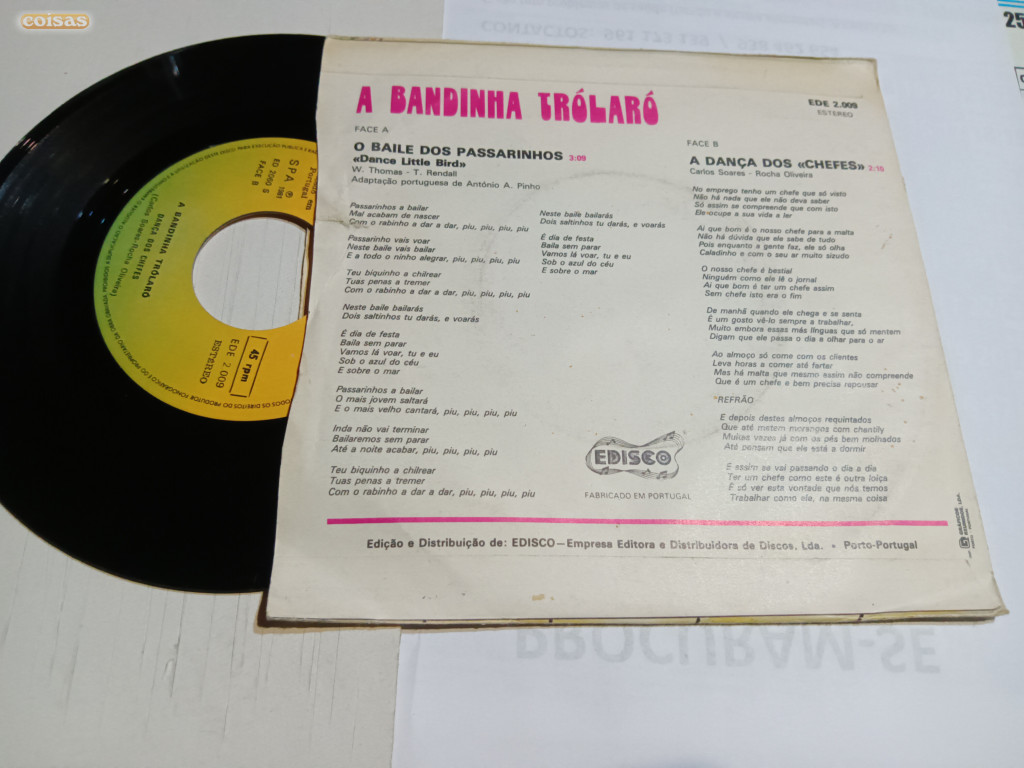 coisas
A BANDINHA TRÓLARÓ
EDE 2.009
ESTEREO
FACE A
O BAILE DOS PASSARINHOS 3:09
«Dance Little Bird»
W. Thomas - T. Rendall
Adaptação portuguesa de António A. Pinho
Passarinhos a bailar
Mal acabam de nascer
Com o rabinho a dar a dar, piu, piu, piu, piu
Passarinho vais voar
Neste baile vais bailar
E a todo o ninho alegrar, piu, piu, piu, piu
Teu biquinho a chilrear
Tuas penas a tremer
Com o rabinho a dar a dar, piu, piu, piu, piu
Neste baile bailarás
Dois saltinhos tu darás, e voarás
É dia de festa
Baila sem parar
Vamos lá voar, tu e eu
Sob o azul do céu
E sobre o mar
Passarinhos a bailar
O mais jovem saltará
E o mais velho cantará, piu, piu, piu, piu
Inda não vai terminar
Bailaremos sem parar
Até a noite acabar, piu, piu, piu, piu
Teu biquinho a chilrear
Tuas penas a tremer
Com o rabinho a dar a dar, piu, piu, piu, piu
Neste baile bailarás
Dois saltinhos tu darás, e voarás
É dia de festa
Baila sem parar
Vamos lá voar, tu e eu
Sob o azul do céu
E sobre o mar
FACE B
A DANÇA DOS «CHEFES» 2:10
Carlos Soares - Rocha Oliveira
No emprego tenho um chefe que só visto
Não há nada que ele não deva saber
Só assim se compreende que com isto
Ele ocupe a sua vida a ler
Ai que bom é o nosso chefe para a malta
Não há dúvida que ele sabe de tudo
Pois enquanto a gente faz, ele só olha
Caladinho e com o seu ar muito sizudo
O nosso chefe é bestial
Ninguém como ele lê o jornal
Ai que bom é ter um chefe assim
Sem chefe isto era o fim
De manhã quando ele chega e se senta
É um gosto vê-lo sempre a trabalhar,
Muito embora essas más línguas que só mentem
Digam que ele passa o dia a olhar para o ar
Ao almoço só come com os clientes
Leva horas a comer até fartar
Mas há malta que mesmo assim não compreende
Que é um chefe e bem precisa repousar
REFRÃO
E depois destes almoços requintados
Que até metem morangos com chantily
Muitas vezes já com os pés bem molhados
Até pensam que ele está a dormir
E assim se vai passando o dia a dia
Ter um chefe como este é outra loiça
É só ver esta vontade que nós temos
Trabalhar como ele, na mesma coisa
EDISCO
FABRICADO EM PORTUGAL
Edição e Distribuição de: EDISCO — Empresa Editora e Distribuidora de Discos, Lda. • Porto-Portugal
Portugal
SPA ℗ 1981
FACE B
A BANDINHA TRÓLARÓ
DANÇA DOS CHEFES
(Carlos Soares-Rocha Oliveira)
45 rpm
EDE 2 009
ESTEREO
PROCURAM-SE
25